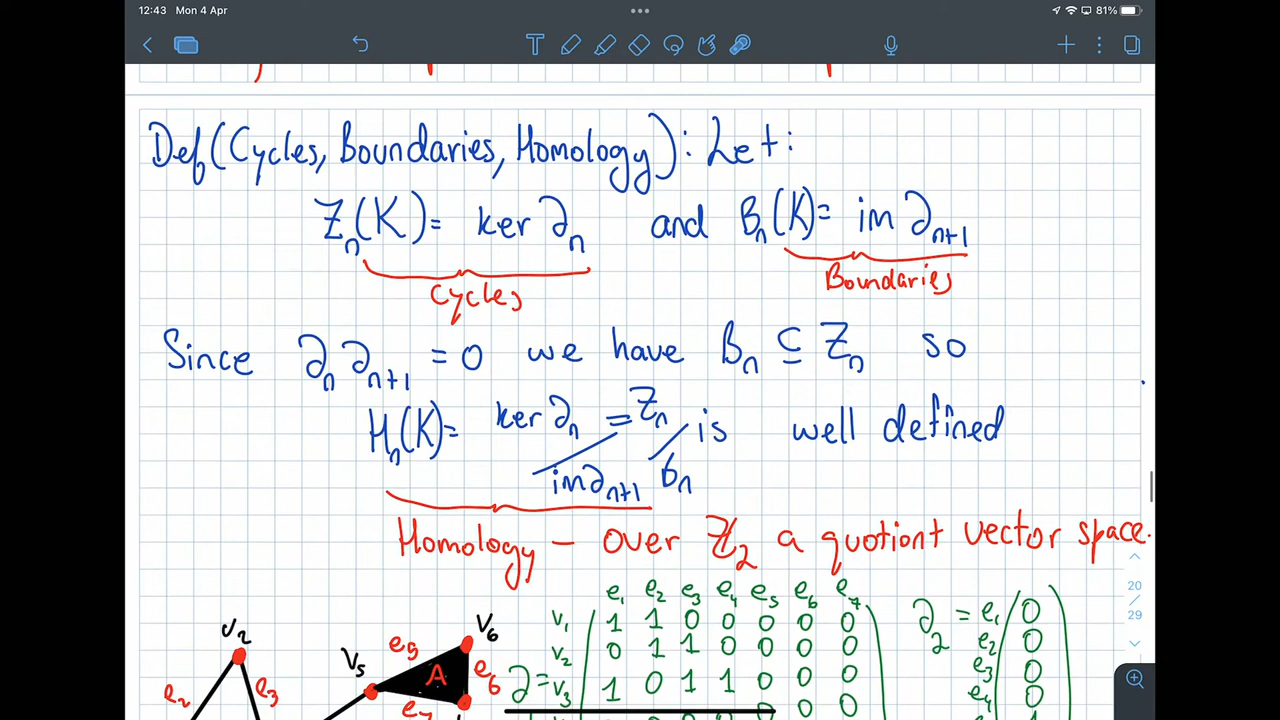 12:43 Mon 4 Apr
81%
Def(Cycles, Boundaries, Homology): Let:
Zₙ(K) = ker ∂ₙ and Bₙ(K) = im ∂ₙ₊₁
Cycles
Boundaries
Since ∂ₙ ∂ₙ₊₁ = 0 we have Bₙ ⊆ Zₙ so
Hₙ(K) = ker ∂ₙ / im ∂ₙ₊₁ = Zₙ / Bₙ is well defined
Homology – over ℤ₂ a quotiont vector space.
20
/
29
V2
e2
e3
V5
e5
V6
A
e6
e7
e1 e2 e3 e4 e5 e6 e7
V1 1 1 0 0 0 0 0
V2 0 1 1 0 0 0 0
∂ = V3 1 0 1 1 0 0 0
∂₂ = e1 0
e2 0
e3 0
e4 0